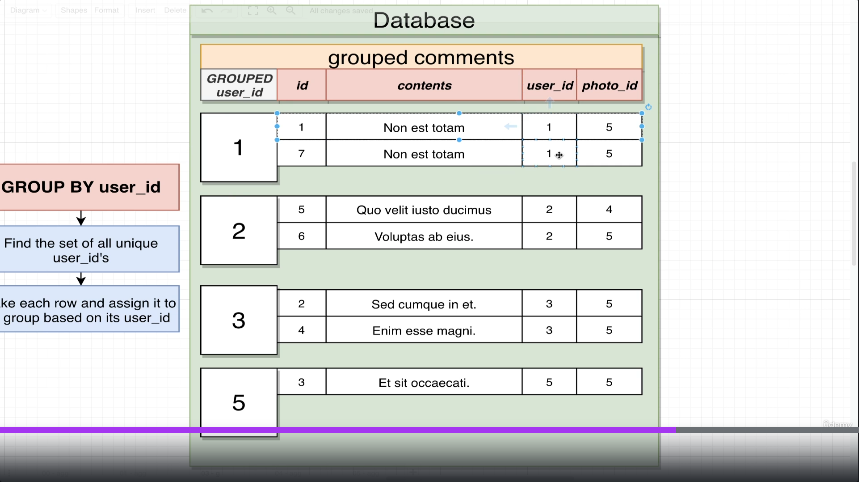 Diagram Shapes Format Insert Delete All changes saved
Database
grouped comments
GROUPED user_id id contents user_id photo_id
1
1 Non est totam 1 5
7 Non est totam 1 5
2
5 Quo velit iusto ducimus 2 4
6 Voluptas ab eius. 2 5
3
2 Sed cumque in et. 3 5
4 Enim esse magni. 3 5
5
3 Et sit occaecati. 5 5
GROUP BY user_id
Find the set of all unique
user_id's
ke each row and assign it to
group based on its user_id